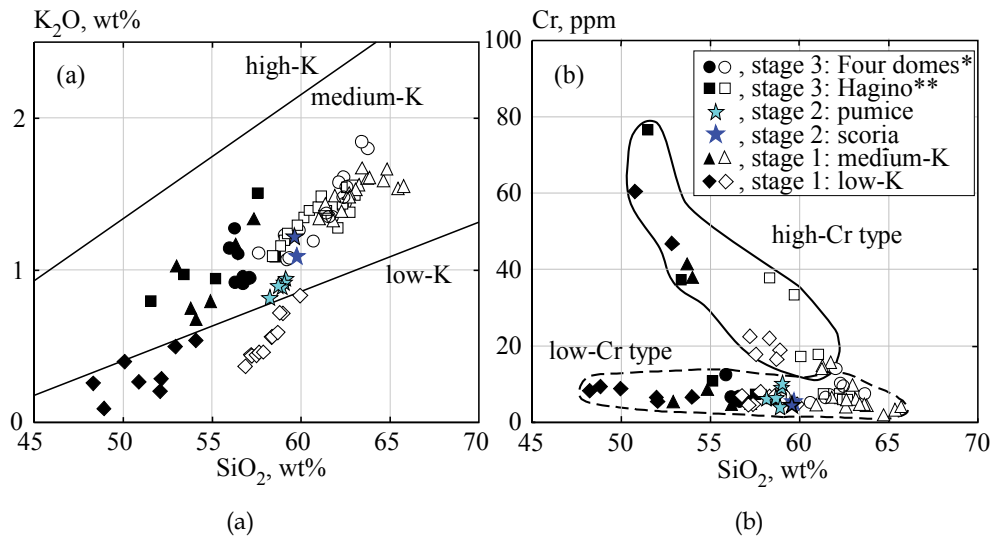 K₂O, wt%
(a)
high-K
medium-K
low-K
2
1
0
45 50 55 60 65 70
SiO₂, wt%
(a)
Cr, ppm
(b)
, stage 3: Four domes*
, stage 3: Hagino**
, stage 2: pumice
, stage 2: scoria
, stage 1: medium-K
, stage 1: low-K
high-Cr type
low-Cr type
100
80
60
40
20
0
45 50 55 60 65 70
SiO₂, wt%
(b)